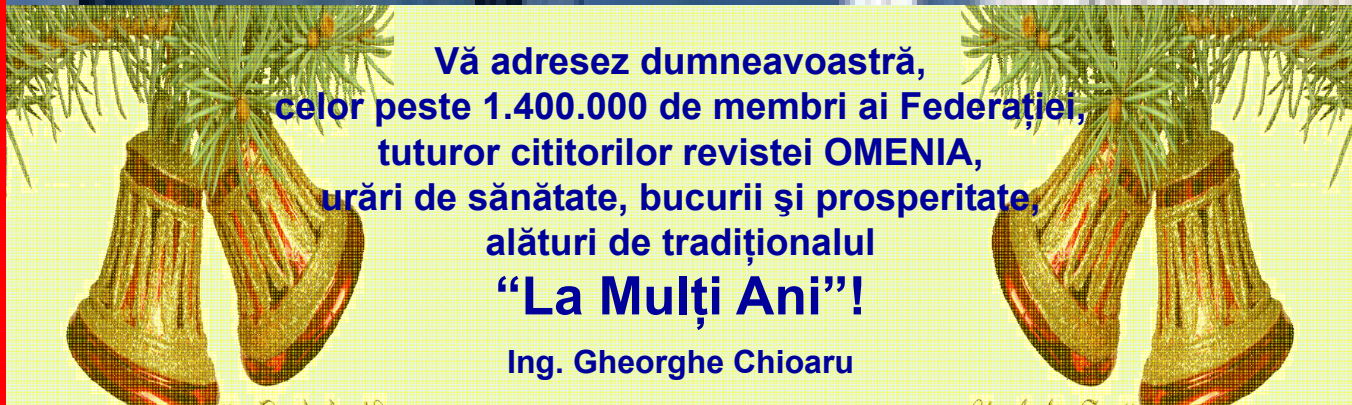 Vă adresez dumneavoastră,
celor peste 1.400.000 de membri ai Federației,
tuturor cititorilor revistei OMENIA,
urări de sănătate, bucurii şi prosperitate,
alături de tradiționalul
“La Mulți Ani”!
Ing. Gheorghe Chioaru